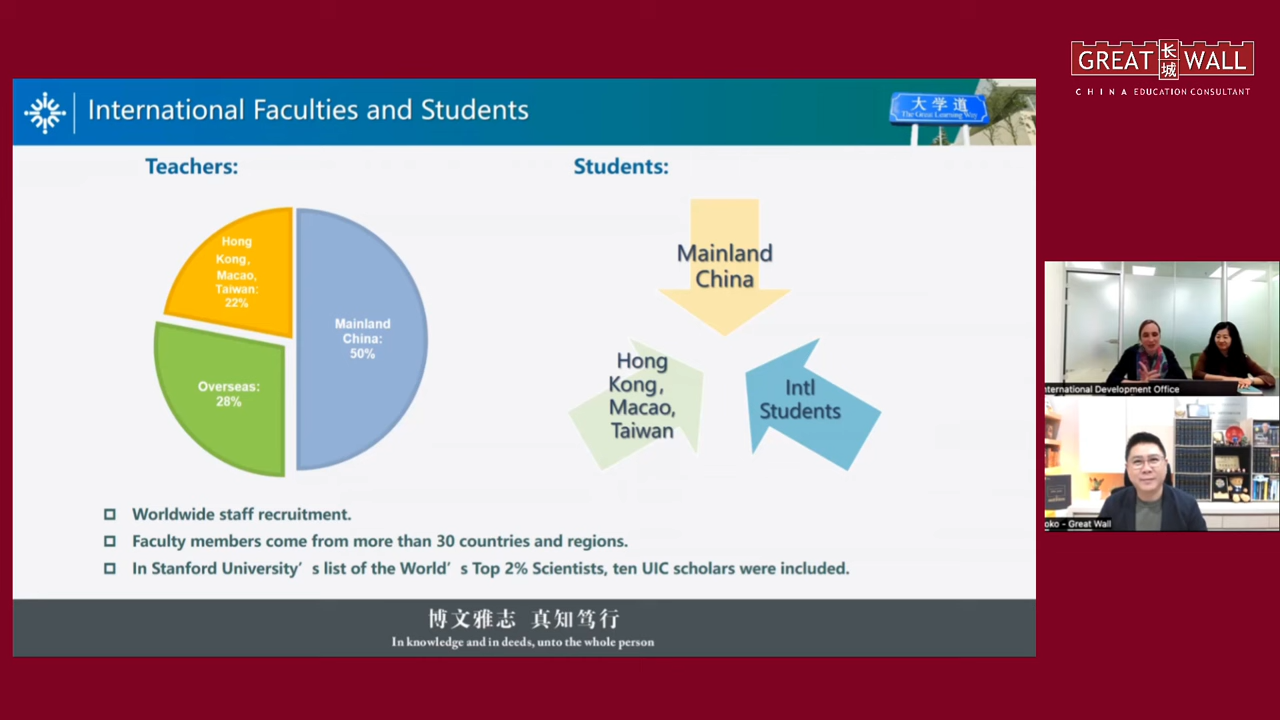 GREAT 长城 WALL
CHINA EDUCATION CONSULTANT
International Faculties and Students
大学道
The Great Learning Way
Teachers:
Students:
Hong
Kong,
Macao,
Taiwan:
22%
Mainland
China:
50%
Overseas:
28%
Mainland
China
Hong
Kong,
Macao,
Taiwan
Intl
Students
nternational Development Office
oko - Great Wall
Worldwide staff recruitment.
Faculty members come from more than 30 countries and regions.
In Stanford University's list of the World's Top 2% Scientists, ten UIC scholars were included.
博文雅志 真知笃行
In knowledge and in deeds, unto the whole person